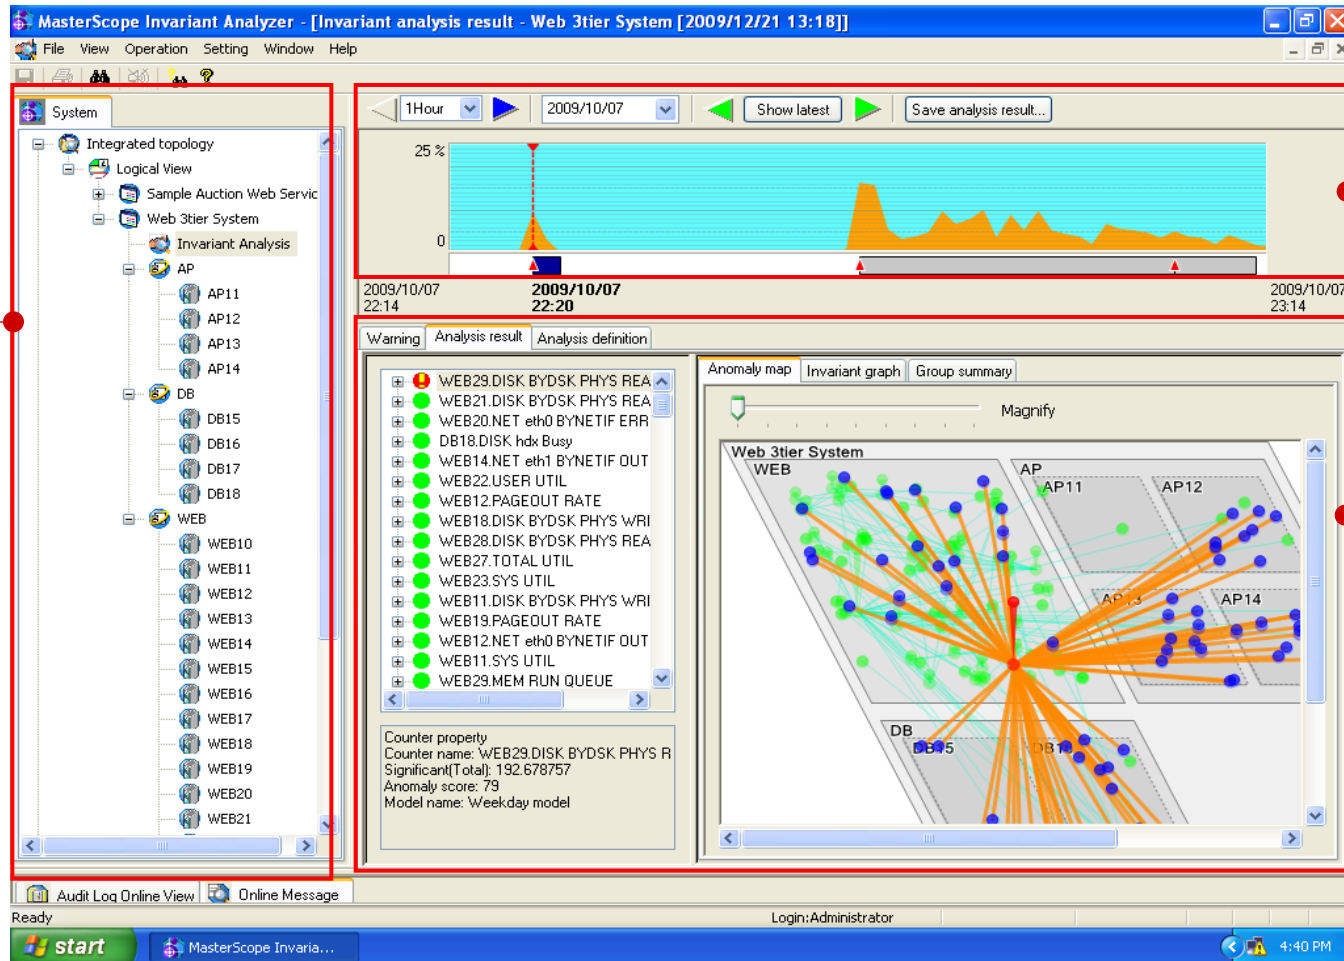 MasterScope Invariant Analyzer - [Invariant analysis result - Web 3tier System [2009/12/21 13:18]]
File View Operation Setting Window Help
System
Integrated topology
Logical View
Sample Auction Web Servic
Web 3tier System
Invariant Analysis
AP
AP11
AP12
AP13
AP14
DB
DB15
DB16
DB17
DB18
WEB
WEB10
WEB11
WEB12
WEB13
WEB14
WEB15
WEB16
WEB17
WEB18
WEB19
WEB20
WEB21
1Hour 2009/10/07 Show latest Save analysis result...
25 %
0
2009/10/07 2009/10/07 2009/10/07
22:14 22:20 23:14
Warning Analysis result Analysis definition
WEB29.DISK BYDSK PHYS REA
WEB21.DISK BYDSK PHYS REA
WEB20.NET eth0 BYNETIF ERR
DB18.DISK hdx Busy
WEB14.NET eth1 BYNETIF OUT
WEB22.USER UTIL
WEB12.PAGEOUT RATE
WEB18.DISK BYDSK PHYS WRI
WEB28.DISK BYDSK PHYS REA
WEB27.TOTAL UTIL
WEB23.SYS UTIL
WEB11.DISK BYDSK PHYS WRI
WEB19.PAGEOUT RATE
WEB12.NET eth0 BYNETIF OUT
WEB11.SYS UTIL
WEB29.MEM RUN QUEUE
Counter property
Counter name: WEB29.DISK BYDSK PHYS R
Significant(Total): 192.678757
Anomaly score: 79
Model name: Weekday model
Anomaly map Invariant graph Group summary
Magnify
Web 3tier System
WEB
AP
AP11
AP12
AP13
AP14
DB
DB15
DB16
Audit Log Online View Online Message
Ready Login:Administrator
start MasterScope Invaria... 4:40 PM